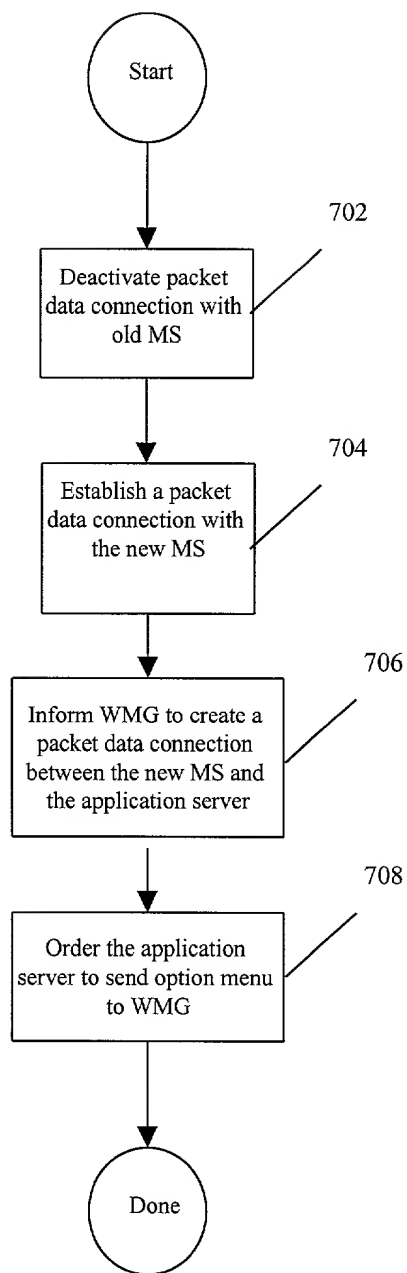 Start
702
Deactivate packet
data connection with
old MS
704
Establish a packet
data connection with
the new MS
706
Inform WMG to create a
packet data connection
between the new MS and
the application server
708
Order the application
server to send option menu
to WMG
Done